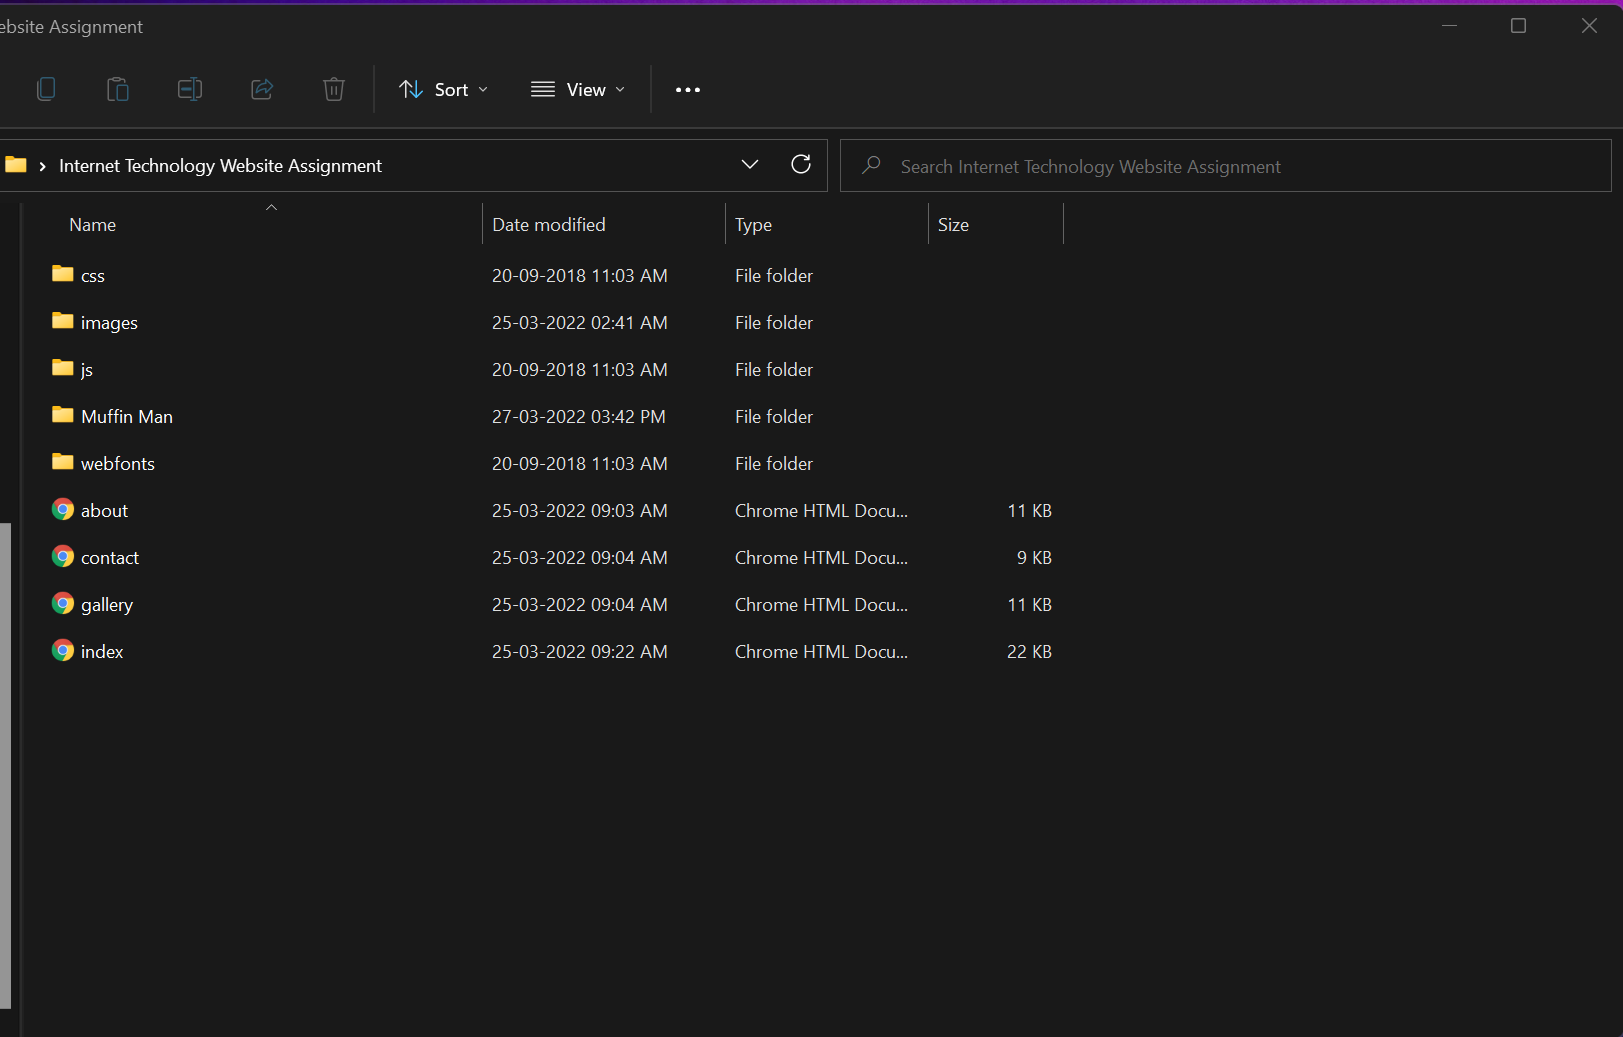 ebsite Assignment
Sort View
Internet Technology Website Assignment Search Internet Technology Website Assignment
Name Date modified Type Size
css 20-09-2018 11:03 AM File folder
images 25-03-2022 02:41 AM File folder
js 20-09-2018 11:03 AM File folder
Muffin Man 27-03-2022 03:42 PM File folder
webfonts 20-09-2018 11:03 AM File folder
about 25-03-2022 09:03 AM Chrome HTML Docu... 11 KB
contact 25-03-2022 09:04 AM Chrome HTML Docu... 9 KB
gallery 25-03-2022 09:04 AM Chrome HTML Docu... 11 KB
index 25-03-2022 09:22 AM Chrome HTML Docu... 22 KB